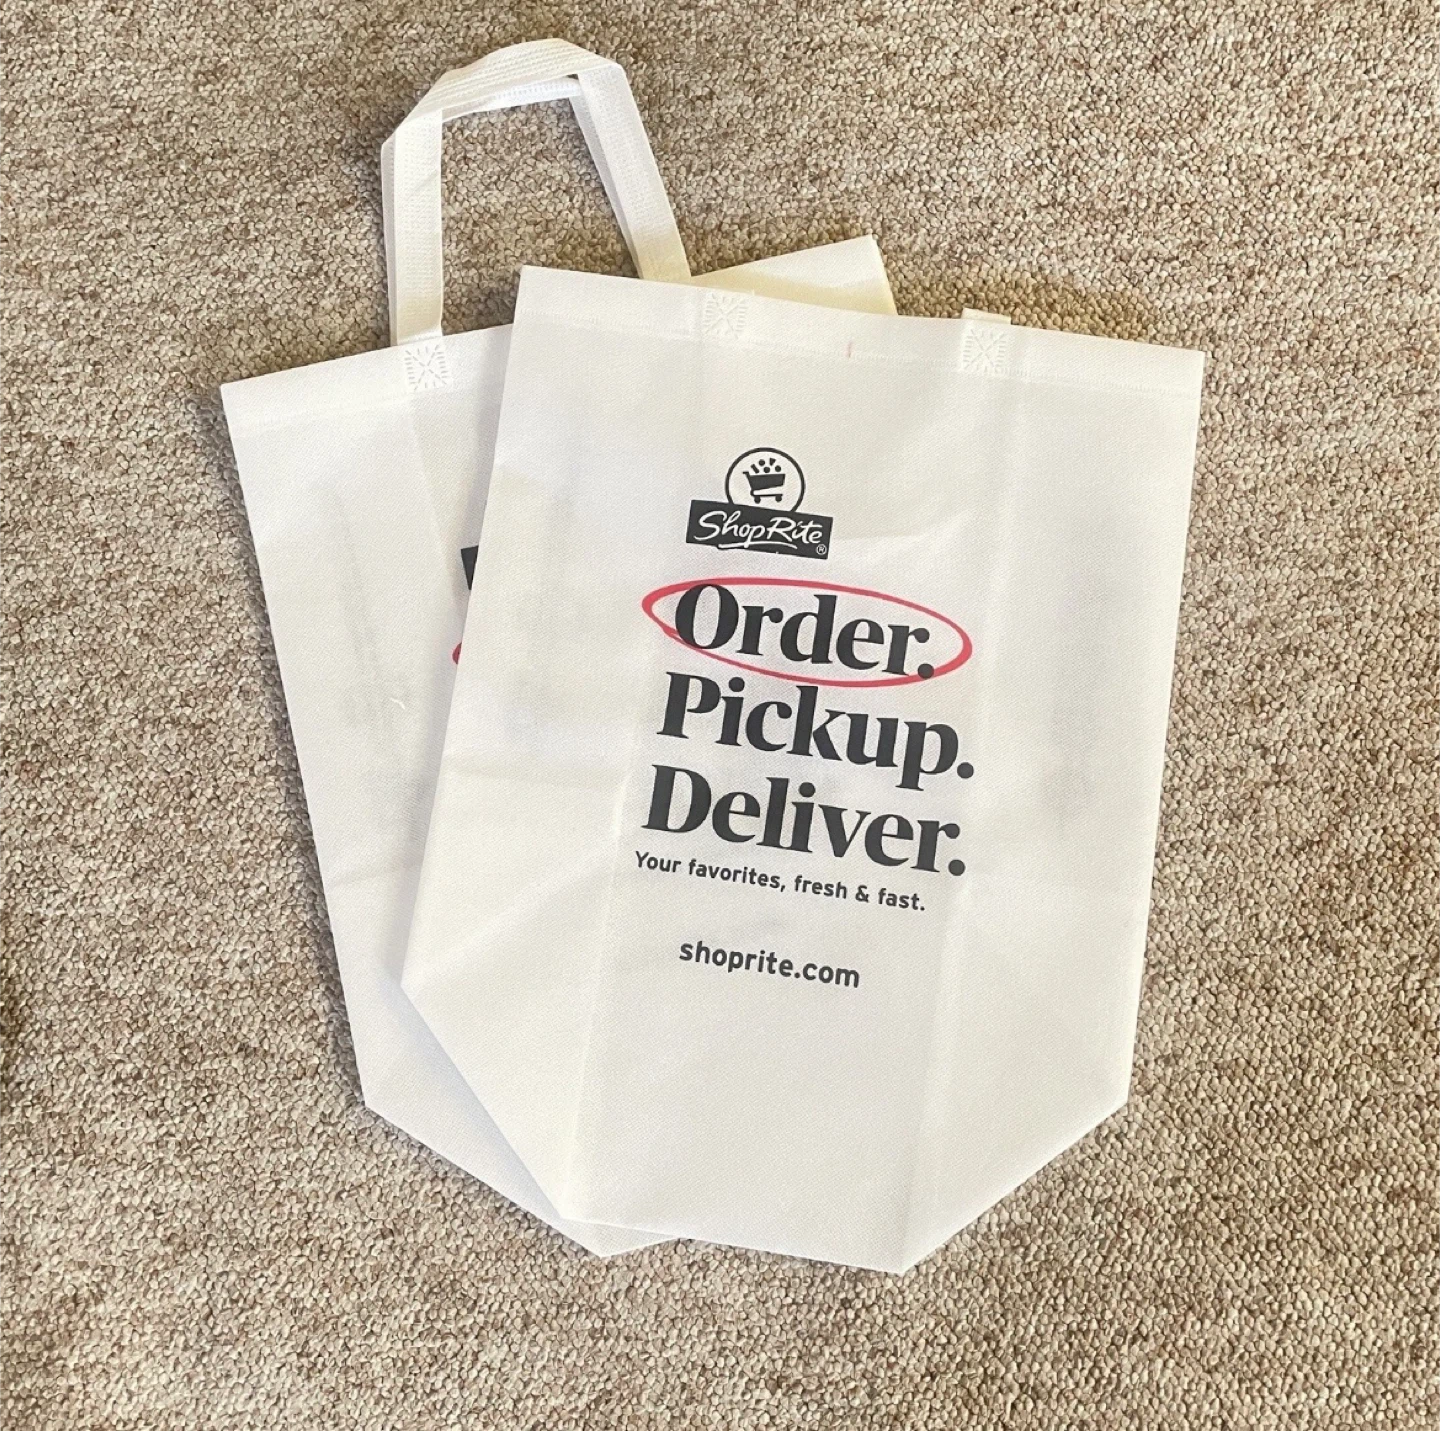 ShopRite®
Order.
Pickup.
Deliver.
Your favorites, fresh & fast.
shoprite.com